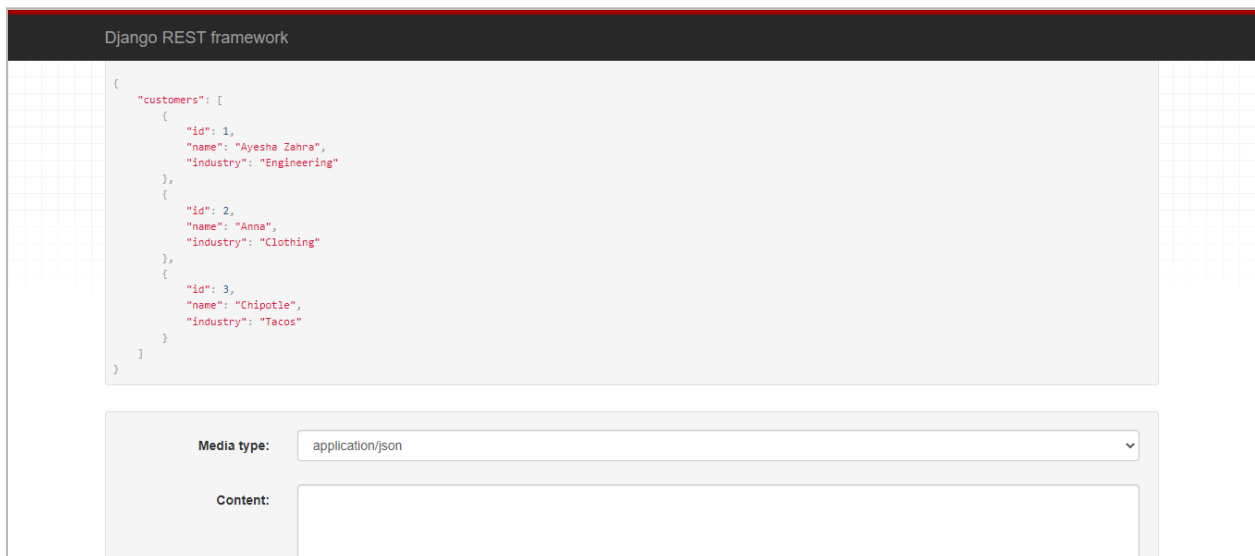 Django REST framework
{
"customers": [
{
"id": 1,
"name": "Ayesha Zahra",
"industry": "Engineering"
},
{
"id": 2,
"name": "Anna",
"industry": "Clothing"
},
{
"id": 3,
"name": "Chipotle",
"industry": "Tacos"
}
]
}
Media type: application/json
Content: